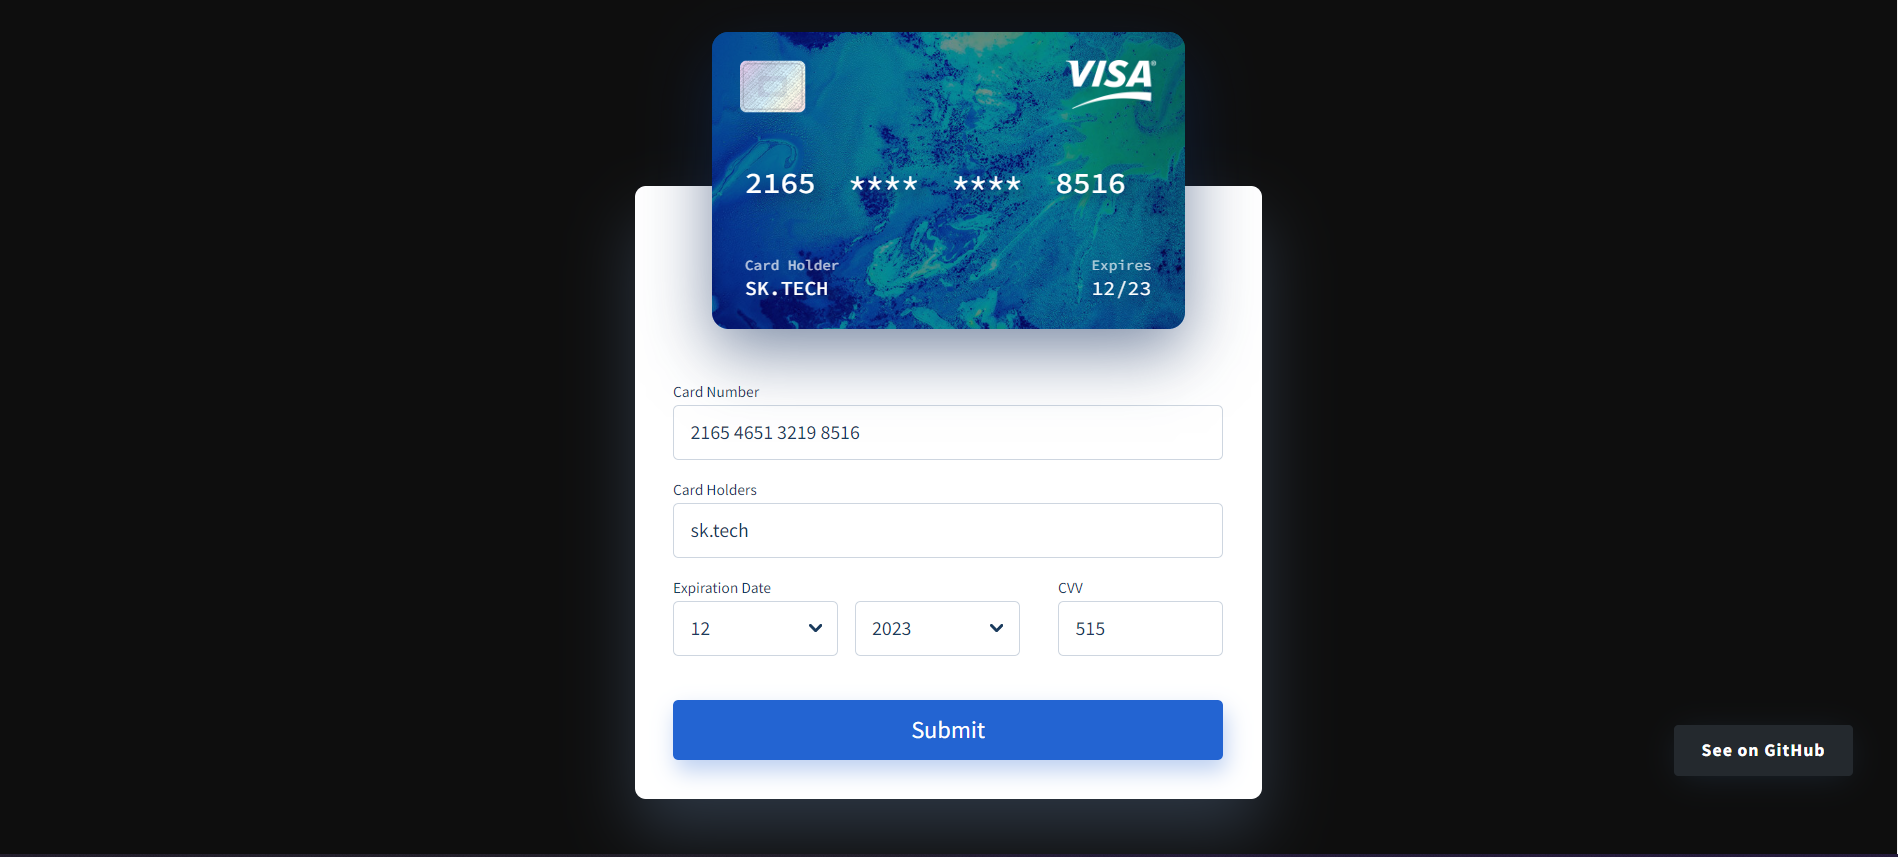 VISA
2165 **** **** 8516
Card Holder Expires
SK.TECH 12/23
Card Number
2165 4651 3219 8516
Card Holders
sk.tech
Expiration Date CVV
12 2023 515
Submit
See on GitHub